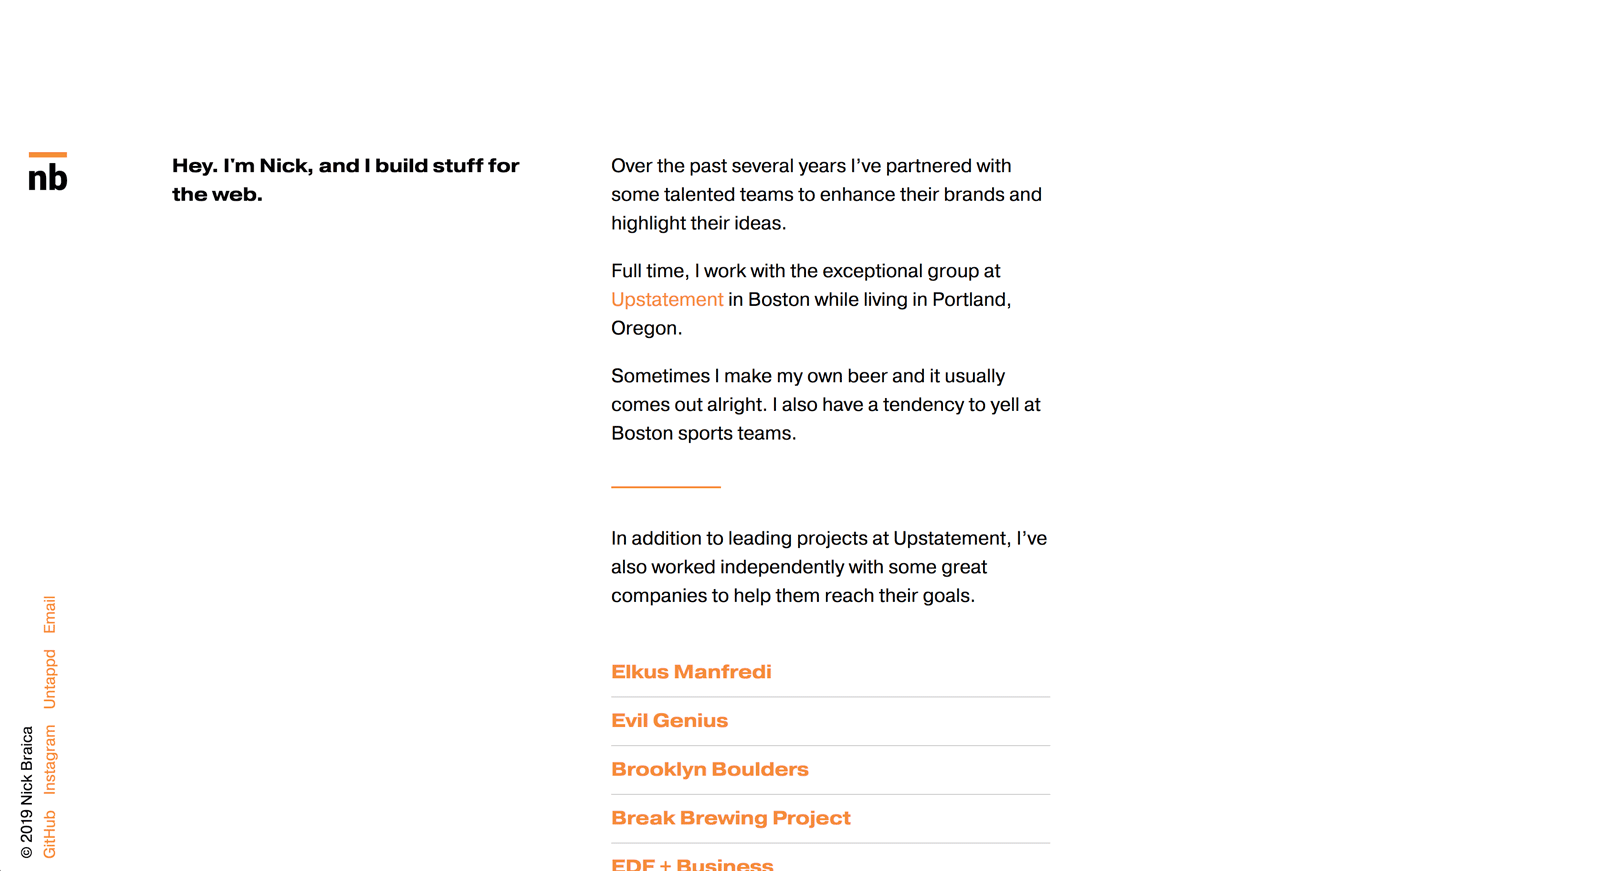 nb
Hey. I'm Nick, and I build stuff for
the web.
Over the past several years I’ve partnered with
some talented teams to enhance their brands and
highlight their ideas.
Full time, I work with the exceptional group at
Upstatement in Boston while living in Portland,
Oregon.
Sometimes I make my own beer and it usually
comes out alright. I also have a tendency to yell at
Boston sports teams.
In addition to leading projects at Upstatement, I’ve
also worked independently with some great
companies to help them reach their goals.
Elkus Manfredi
Evil Genius
Brooklyn Boulders
Break Brewing Project
EDF + Business
© 2019 Nick Braica
GitHub Instagram Untappd Email